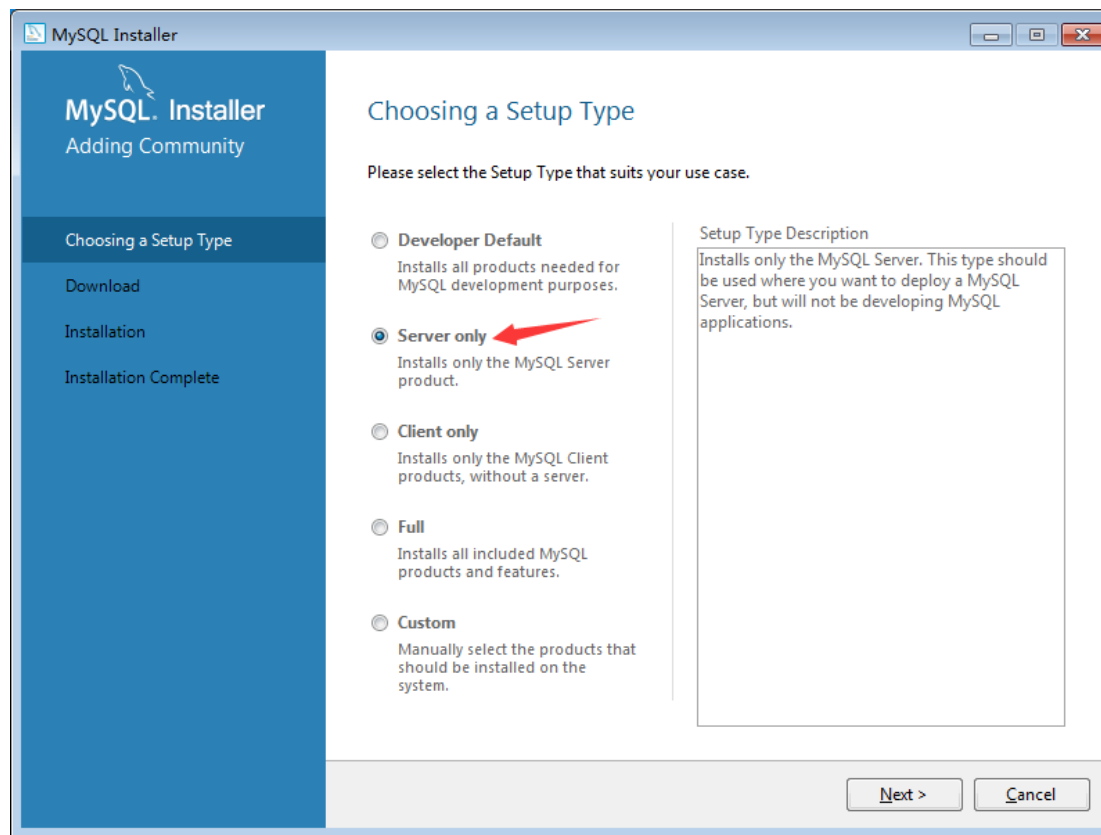 MySQL Installer
MySQL. Installer
Adding Community
Choosing a Setup Type
Download
Installation
Installation Complete
Choosing a Setup Type
Please select the Setup Type that suits your use case.
Developer Default
Installs all products needed for
MySQL development purposes.
Server only
Installs only the MySQL Server
product.
Client only
Installs only the MySQL Client
products, without a server.
Full
Installs all included MySQL
products and features.
Custom
Manually select the products that
should be installed on the
system.
Setup Type Description
Installs only the MySQL Server. This type should
be used where you want to deploy a MySQL
Server, but will not be developing MySQL
applications.
Next >
Cancel